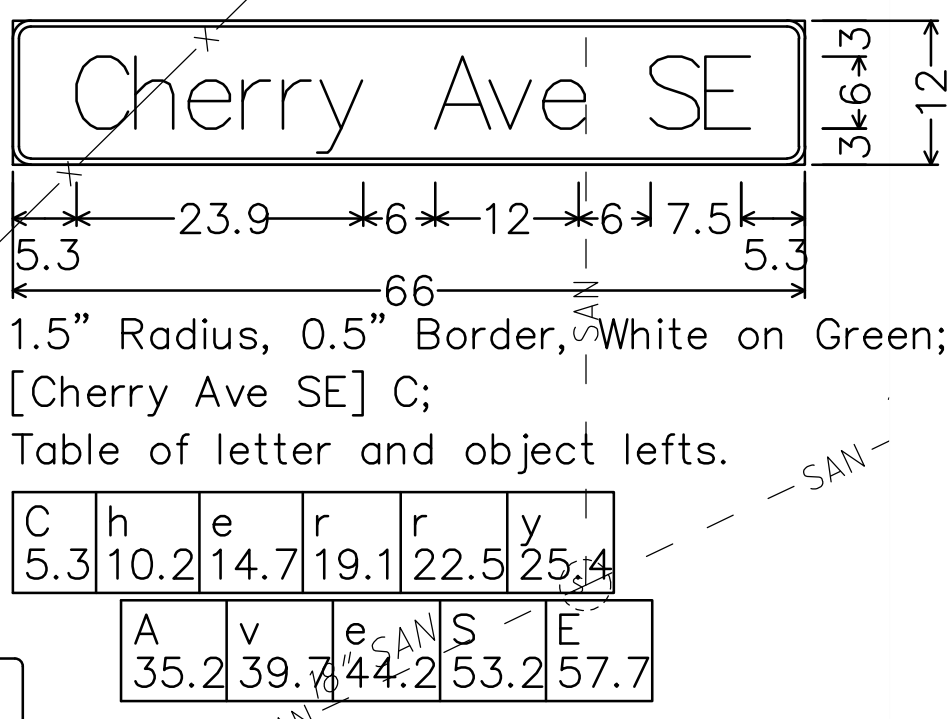 Cherry Ave SE
3
6
3
12
5.3
23.9
6
12
6
7.5
5.3
66
1.5” Radius, 0.5” Border, White on Green;
[Cherry Ave SE] C;
Table of letter and object lefts.
C h e r r y
5.3 10.2 14.7 19.1 22.5 25.4
A v e S E
35.2 39.7 44.2 53.2 57.7
X
X
SAN
SAN
S
18" SAN